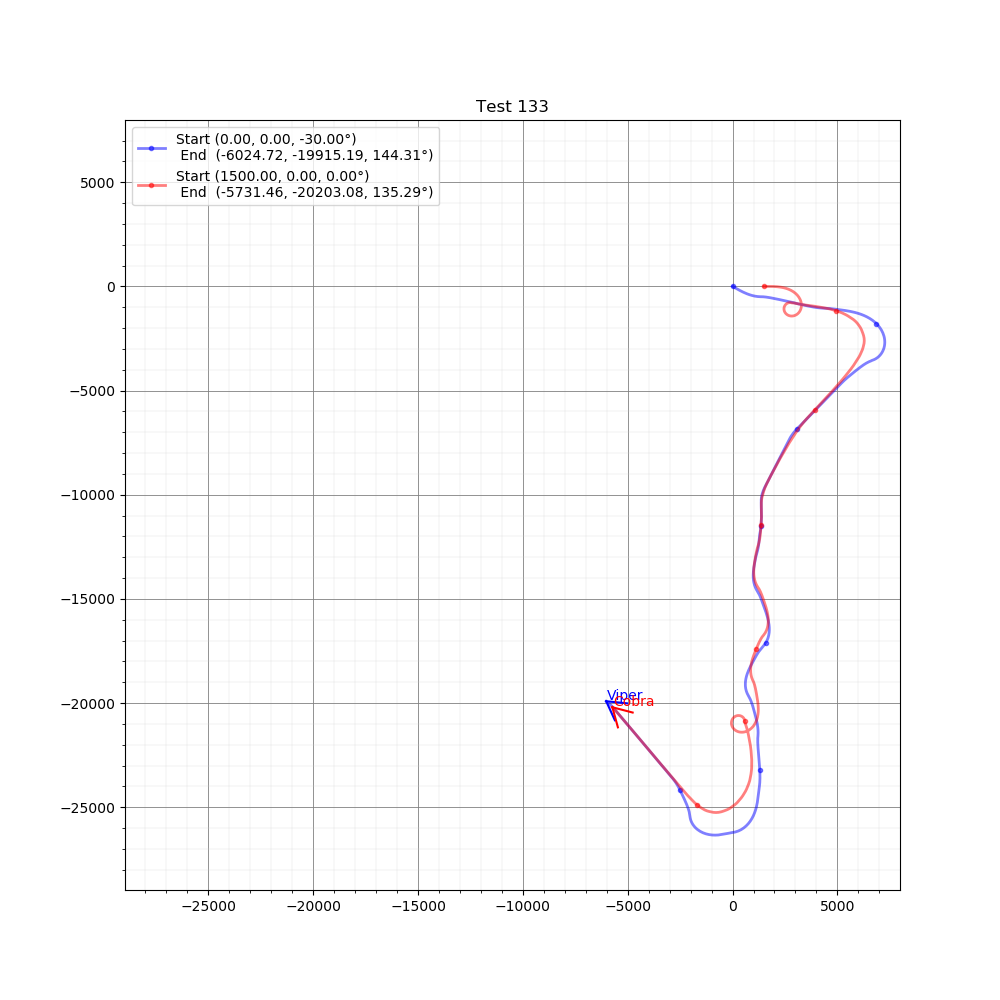 Test 133
Start (0.00, 0.00, -30.00°)
End  (-6024.72, -19915.19, 144.31°)
Start (1500.00, 0.00, 0.00°)
End  (-5731.46, -20203.08, 135.29°)
5000
0
−5000
−10000
−15000
−20000
−25000
Viper
Cobra
−25000
−20000
−15000
−10000
−5000
0
5000